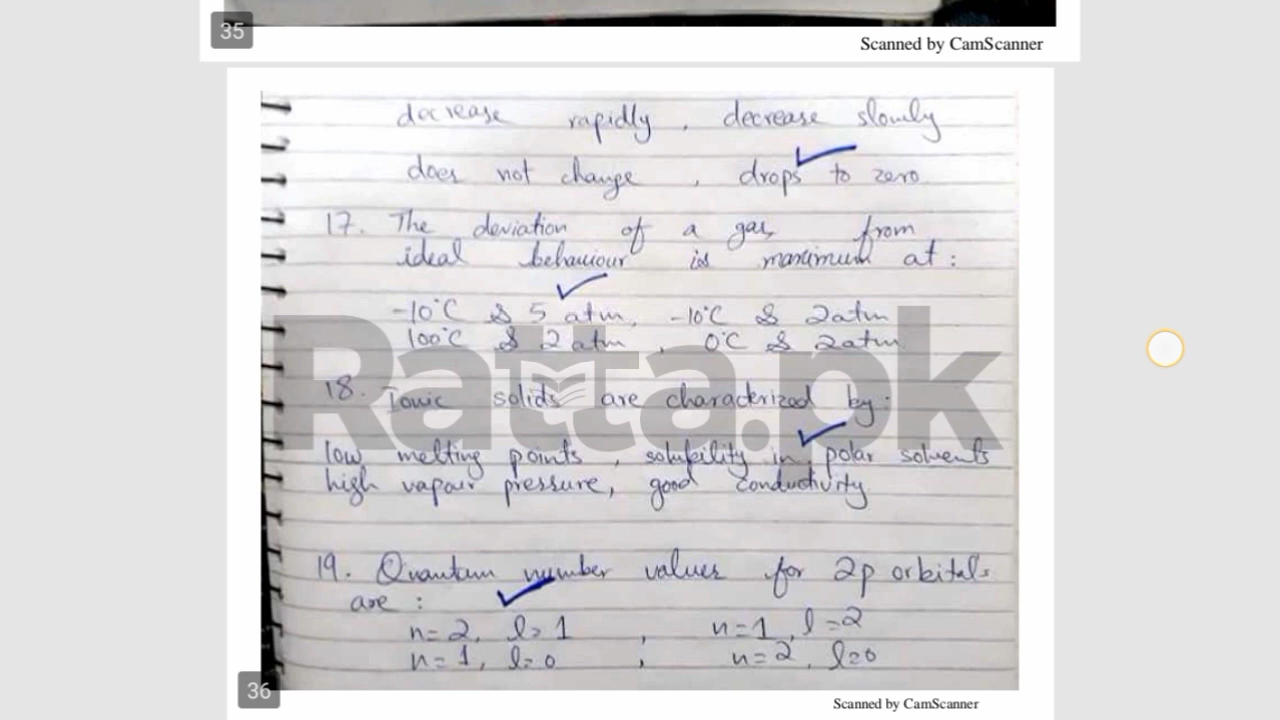 35
Scanned by CamScanner
decrease rapidly, decrease slowly
does not change, drops to zero
17. The deviation of a gas from
ideal behaviour is maximum at:
-10°C & 5 atm, -10°C & 2atm
100°C & 2 atm, 0°C & 2atm
Ratta.pk
18. Ionic solids are characterized by:
low melting points, solubility in polar solvents
high vapour pressure, good conductivity
19. Quantum number values for 2p orbitals
are:
n=2, l=1, n=1, l=2
n=1, l=0, n=2, l=0
36
Scanned by CamScanner